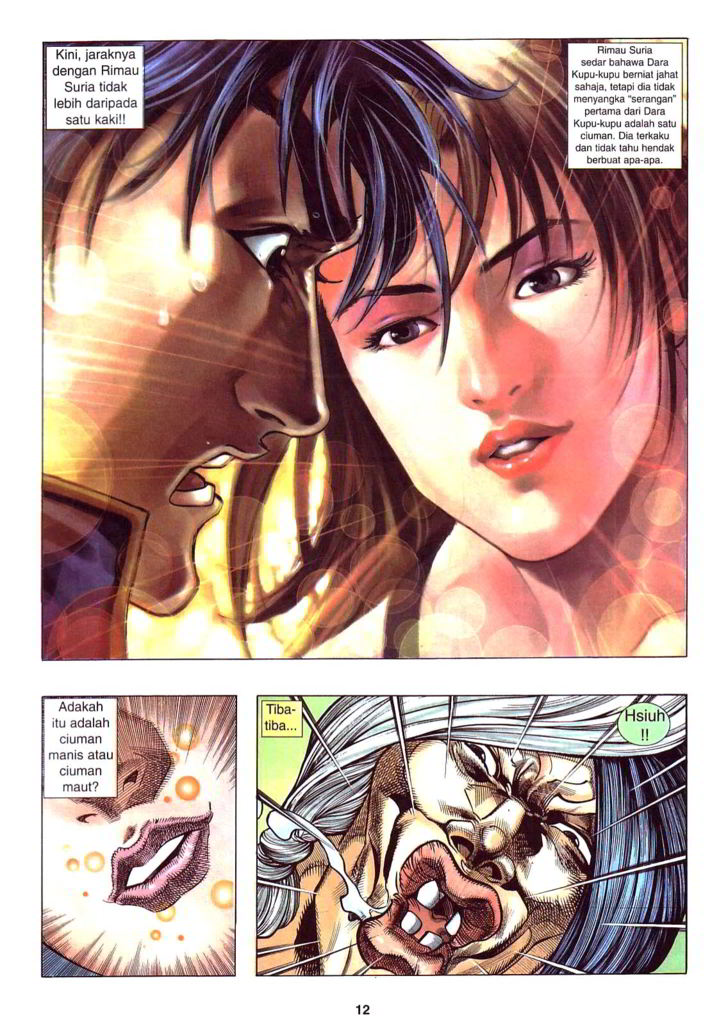 Kini, jaraknya
dengan Rimau
Suria tidak
lebih daripada
satu kaki!!
Rimau Suria
sedar bahawa Dara
Kupu-kupu berniat jahat
sahaja, tetapi dia tidak
menyangka “serangan”
pertama dari Dara
Kupu-kupu adalah satu
ciuman. Dia terkaku
dan tidak tahu hendak
berbuat apa-apa.
Adakah
itu adalah
ciuman
manis atau
ciuman
maut?
Tiba-
tiba...
Hsiuh
!!
12